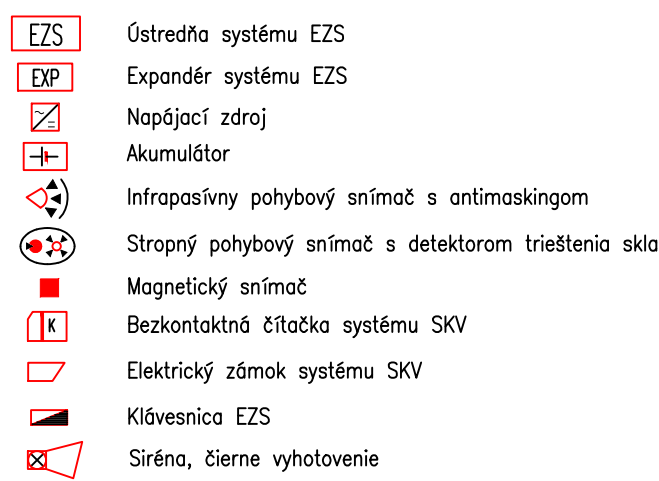 EZS Ústredňa systému EZS
EXP Expandér systému EZS
Napájací zdroj
Akumulátor
Infrapasívny pohybový snímač s antimaskingom
Stropný pohybový snímač s detektorom trieštenia skla
Magnetický snímač
K Bezkontaktná čítačka systému SKV
Elektrický zámok systému SKV
Klávesnica EZS
Siréna, čierne vyhotovenie